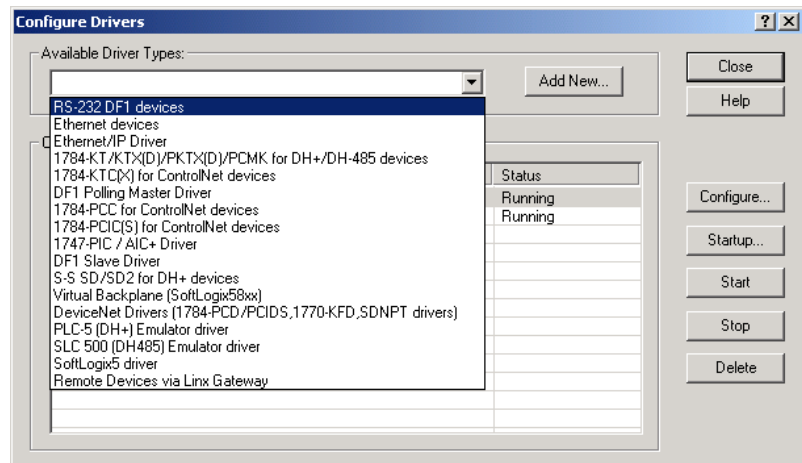 Configure Drivers
Available Driver Types:
Add New...
Close
Help
RS-232 DF1 devices
Ethernet devices
Ethernet/IP Driver
1784-KT/KTX(D)/PKTX(D)/PCMK for DH+/DH-485 devices
1784-KTC(X) for ControlNet devices
DF1 Polling Master Driver
1784-PCC for ControlNet devices
1784-PCIC(S) for ControlNet devices
1747-PIC / AIC+ Driver
DF1 Slave Driver
S-S SD/SD2 for DH+ devices
Virtual Backplane (SoftLogix58xx)
DeviceNet Drivers (1784-PCD/PCIDS,1770-KFD,SDNPT drivers)
PLC-5 (DH+) Emulator driver
SLC 500 (DH485) Emulator driver
SoftLogix5 driver
Remote Devices via Linx Gateway
Status
Running
Running
Configure...
Startup...
Start
Stop
Delete